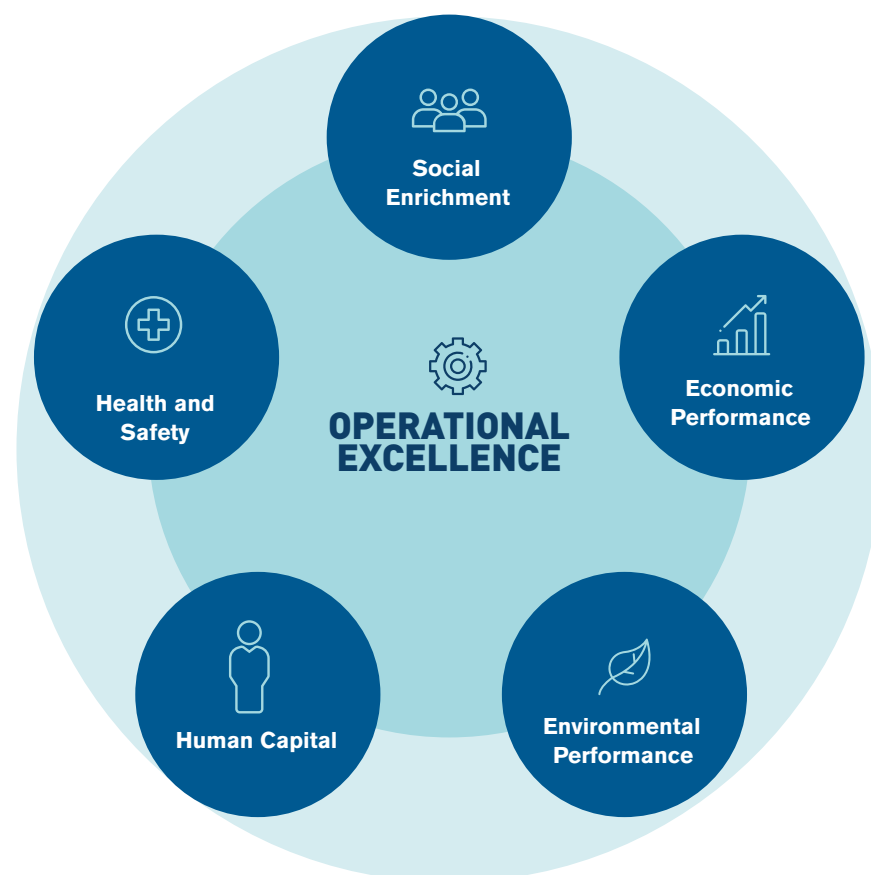 Social
Enrichment
Economic
Performance
Health and
Safety
OPERATIONAL
EXCELLENCE
Human Capital
Environmental
Performance